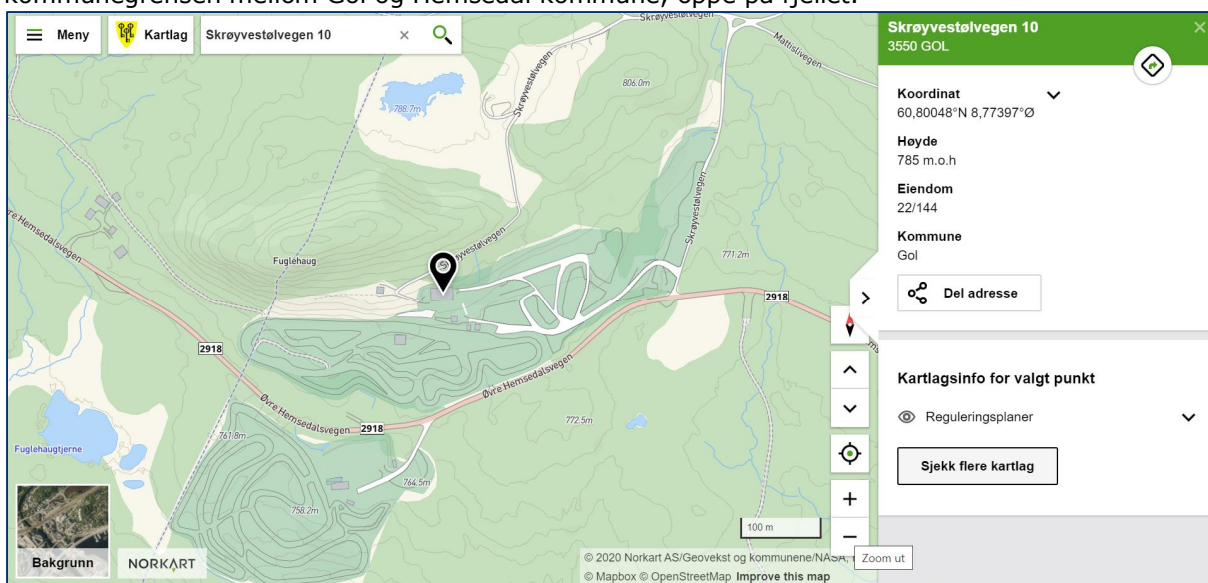 kommunegrensen mellom Gol og Hemsedal kommune, oppe på fjellet.
Meny
Kartlag
Skrøyvestølvegen 10
×
Skrøyvestølvegen
Mattislivegen
806.0m
788.7m
Skrøyvestølvegen
Skrøyvestølvegen
771.2m
Fuglehaug
vestølvegen
re Hemsedalsvegen
2918
2918
Øvre Hemsedalsvegen
Øvre Hemsedalsvegen
2918
772.5m
761.8m
764.5m
758.2m
Fuglehaugtjerne
Bakgrunn
NORKART
100 m
© 2020 Norkart AS/Geovekst og kommunene/NASA,
© Mapbox © OpenStreetMap Improve this map
Zoom ut
Skrøyvestølvegen 10
3550 GOL
×
Koordinat
60,80048°N 8,77397°Ø
Høyde
785 m.o.h
Eiendom
22/144
Kommune
Gol
Del adresse
Kartlagsinfo for valgt punkt
Reguleringsplaner
Sjekk flere kartlag